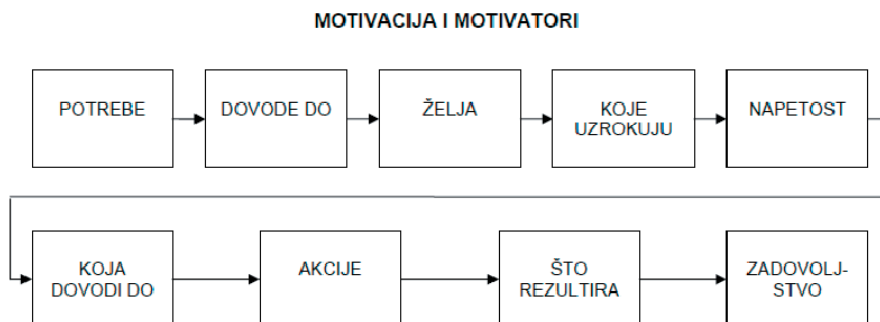 MOTIVACIJA I MOTIVATORI
POTREBE
DOVODE DO
ŽELJA
KOJE
UZROKUJU
NAPETOST
KOJA
DOVODI DO
AKCIJE
ŠTO
REZULTIRA
ZADOVOLJ-
STVO